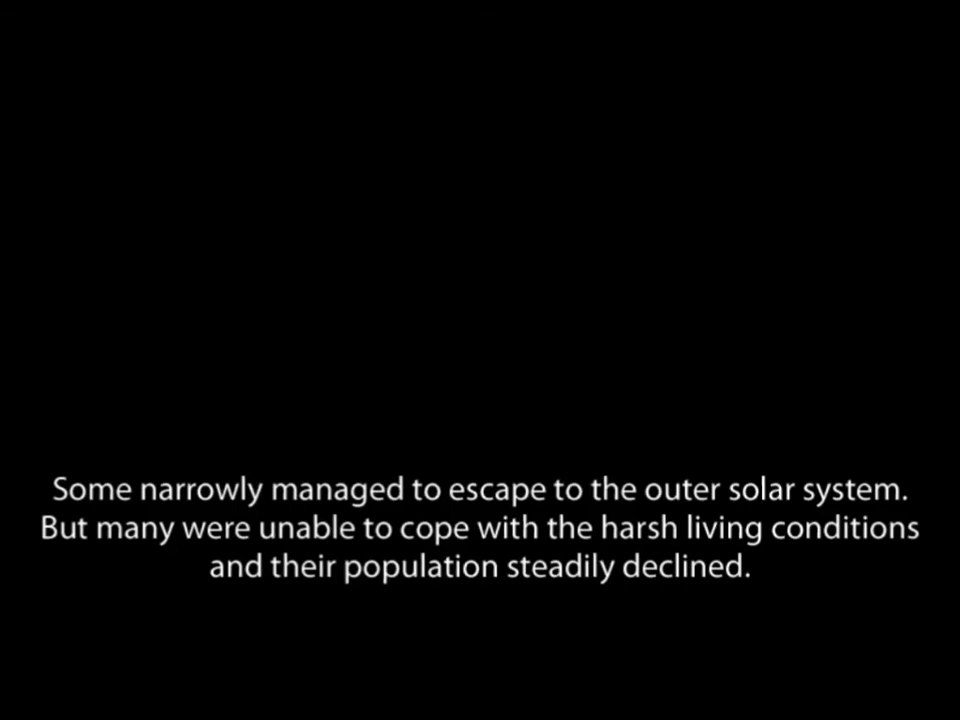 Some narrowly managed to escape to the outer solar system.
But many were unable to cope with the harsh living conditions
and their population steadily declined.